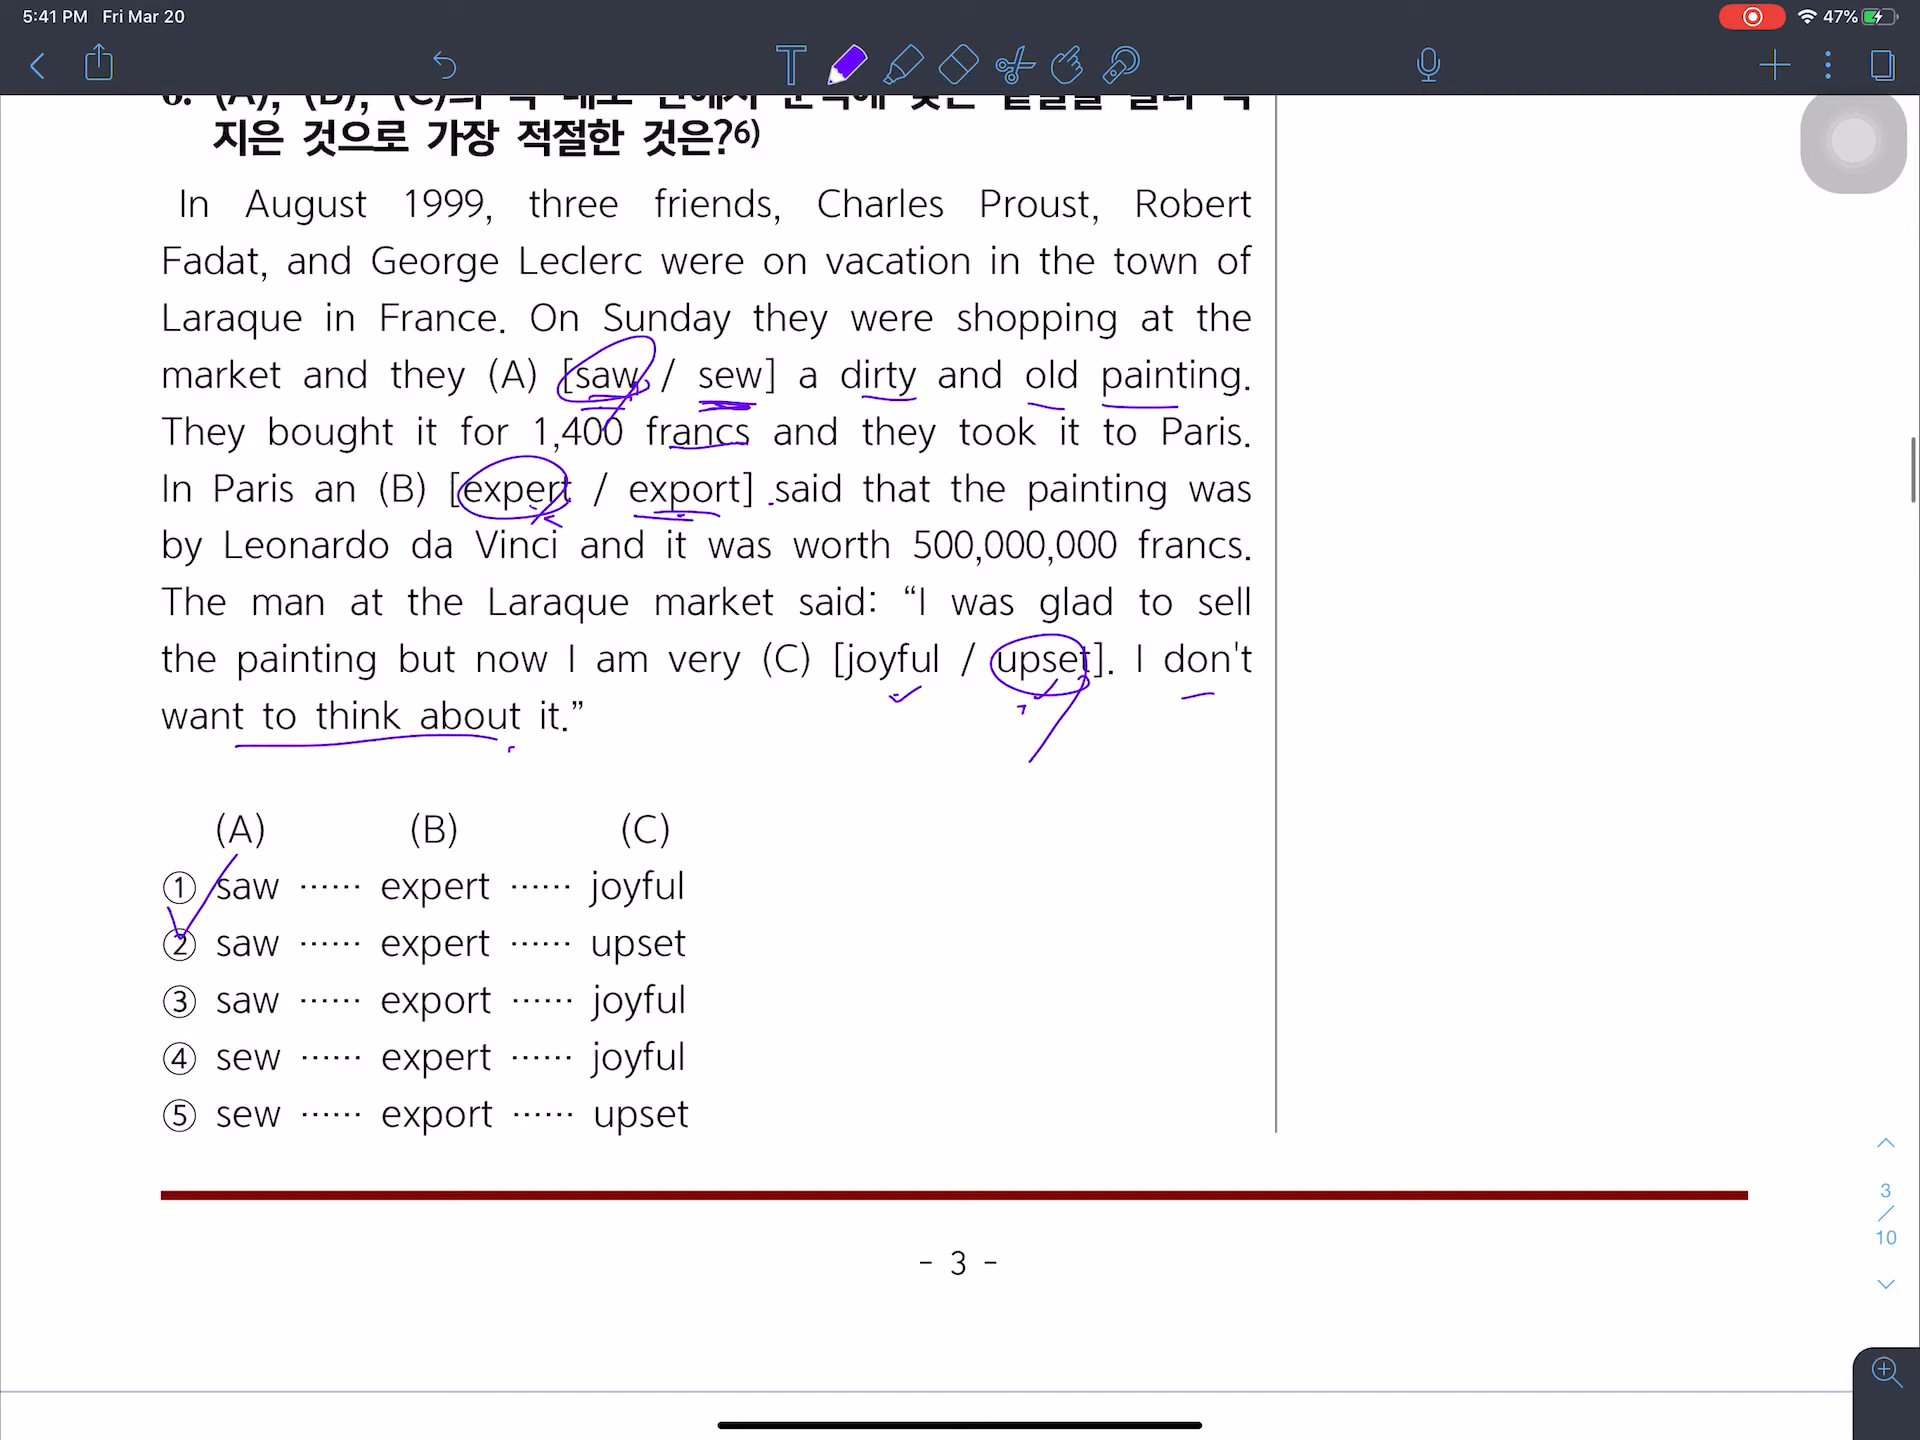 5:41 PM Fri Mar 20
47%
지은 것으로 가장 적절한 것은?6)
In August 1999, three friends, Charles Proust, Robert
Fadat, and George Leclerc were on vacation in the town of
Laraque in France. On Sunday they were shopping at the
market and they (A) [saw / sew] a dirty and old painting.
They bought it for 1,400 francs and they took it to Paris.
In Paris an (B) [expert / export] said that the painting was
by Leonardo da Vinci and it was worth 500,000,000 francs.
The man at the Laraque market said: “I was glad to sell
the painting but now I am very (C) [joyful / upset]. I don't
want to think about it.”
(A) (B) (C)
① saw ······ expert ······ joyful
② saw ······ expert ······ upset
③ saw ······ export ······ joyful
④ sew ······ expert ······ joyful
⑤ sew ······ export ······ upset
3
/
10
- 3 -